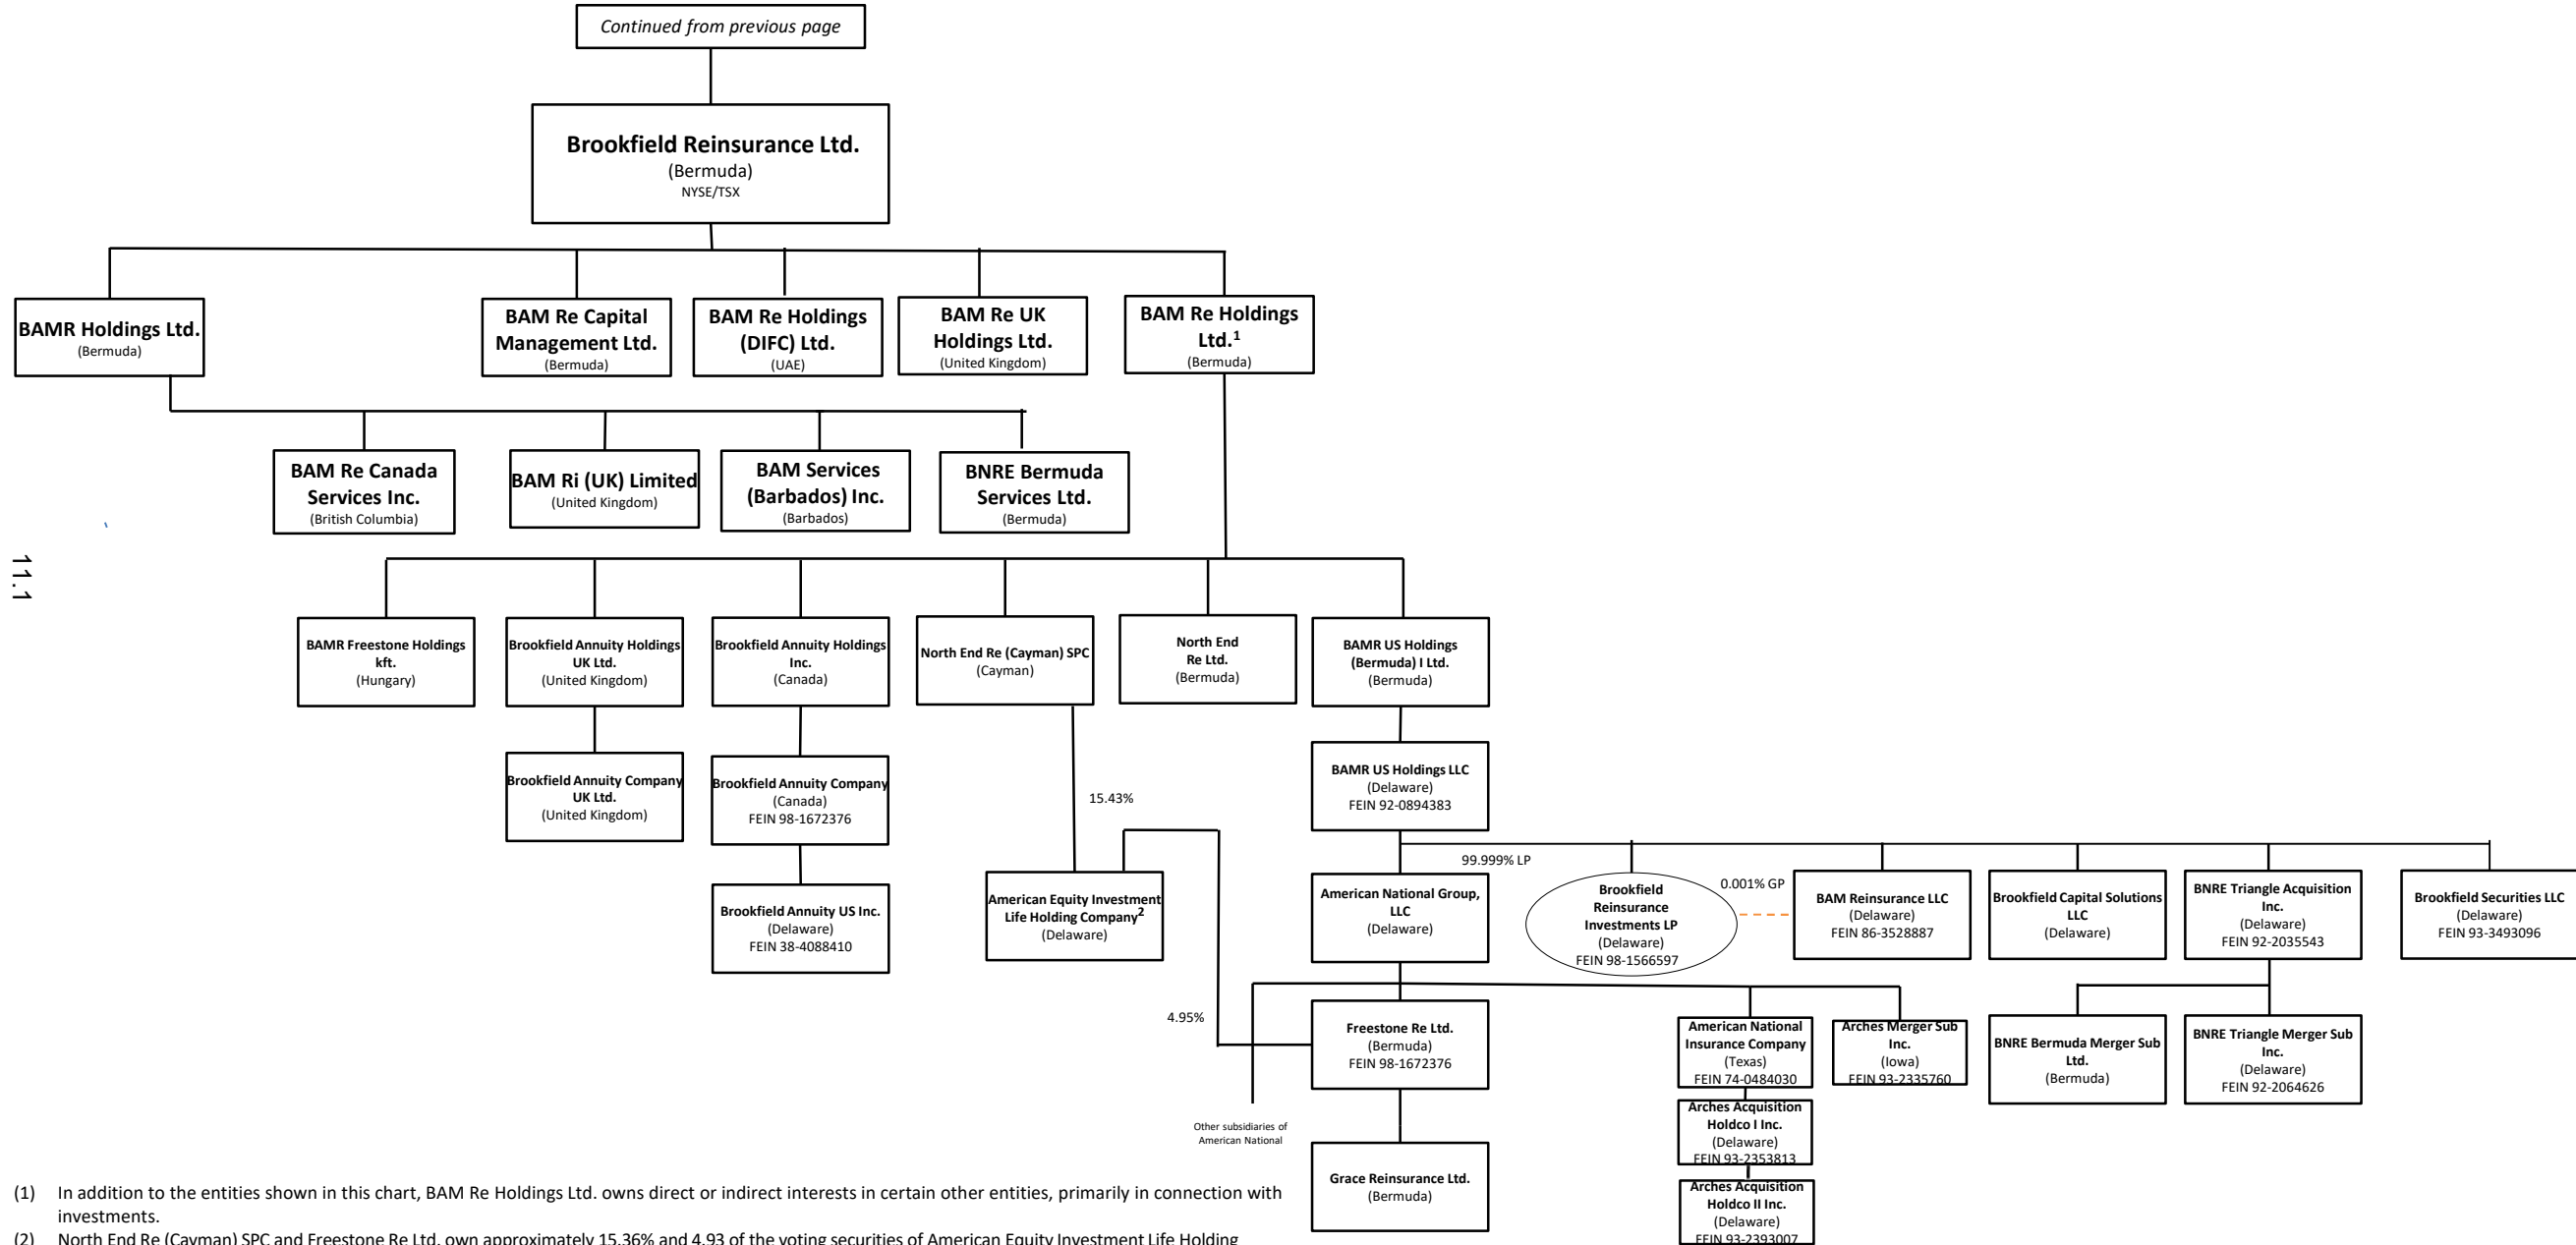 Continued from previous page
Brookfield Reinsurance Ltd.
(Bermuda)
NYSE/TSX
BAMR Holdings Ltd.
(Bermuda)
BAM Re Capital
Management Ltd.
(Bermuda)
BAM Re Holdings
(DIFC) Ltd.
(UAE)
BAM Re UK
Holdings Ltd.
(United Kingdom)
BAM Re Holdings
Ltd.1
(Bermuda)
BAM Re Canada
Services Inc.
(British Columbia)
BAM Ri (UK) Limited
(United Kingdom)
BAM Services
(Barbados) Inc.
(Barbados)
BNRE Bermuda
Services Ltd.
(Bermuda)
11.1
BAMR Freestone Holdings
kft.
(Hungary)
Brookfield Annuity Holdings
UK Ltd.
(United Kingdom)
Brookfield Annuity Holdings
Inc.
(Canada)
North End Re (Cayman) SPC
(Cayman)
North End
Re Ltd.
(Bermuda)
BAMR US Holdings
(Bermuda) I Ltd.
(Bermuda)
Brookfield Annuity Company
UK Ltd.
(United Kingdom)
Brookfield Annuity Company
(Canada)
FEIN 98-1672376
15.43%
BAMR US Holdings LLC
(Delaware)
FEIN 92-0894383
Brookfield Annuity US Inc.
(Delaware)
FEIN 38-4088410
American Equity Investment
Life Holding Company2
(Delaware)
American National Group,
LLC
(Delaware)
99.999% LP
Brookfield
Reinsurance
Investments LP
(Delaware)
FEIN 98-1566597
0.001% GP
BAM Reinsurance LLC
(Delaware)
FEIN 86-3528887
Brookfield Capital Solutions
LLC
(Delaware)
BNRE Triangle Acquisition
Inc.
(Delaware)
FEIN 92-2035543
Brookfield Securities LLC
(Delaware)
FEIN 93-3493096
4.95%
Freestone Re Ltd.
(Bermuda)
FEIN 98-1672376
American National
Insurance Company
(Texas)
FEIN 74-0484030
Arches Merger Sub
Inc.
(Iowa)
FEIN 93-2335760
BNRE Bermuda Merger Sub
Ltd.
(Bermuda)
BNRE Triangle Merger Sub
Inc.
(Delaware)
FEIN 92-2064626
Other subsidiaries of
American National
Arches Acquisition
Holdco I Inc.
(Delaware)
FEIN 93-2353813
Grace Reinsurance Ltd.
(Bermuda)
Arches Acquisition
Holdco II Inc.
(Delaware)
FEIN 93-2393007
(1) In addition to the entities shown in this chart, BAM Re Holdings Ltd. owns direct or indirect interests in certain other entities, primarily in connection with
investments.
(2) North End Re (Cayman) SPC and Freestone Re Ltd. own approximately 15.36% and 4.93 of the voting securities of American Equity Investment Life Holding